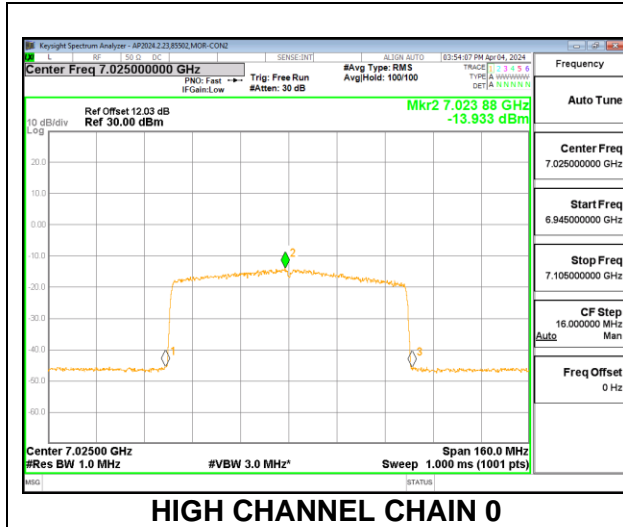 Keysight Spectrum Analyzer - AP2024.2.23,85502,MOR-CON2
L RF 50 Ω DC SENSE:INT ALIGN AUTO 03:54:07 PM Apr 04, 2024
Center Freq 7.025000000 GHz
PNO: Fast
IFGain:Low
Trig: Free Run
#Atten: 30 dB
#Avg Type: RMS
Avg|Hold: 100/100
TRACE 1 2 3 4 5 6
TYPE A WWWWW
DET A N N N N N
Ref Offset 12.03 dB
Ref 30.00 dBm
10 dB/div
Log
Mkr2 7.023 88 GHz
-13.933 dBm
20.0
10.0
0.00
-10.0
-20.0
-30.0
-40.0
-50.0
-60.0
1
2
3
Center 7.02500 GHz Span 160.0 MHz
#Res BW 1.0 MHz #VBW 3.0 MHz* Sweep 1.000 ms (1001 pts)
MSG STATUS
Frequency
Auto Tune
Center Freq
7.025000000 GHz
Start Freq
6.945000000 GHz
Stop Freq
7.105000000 GHz
CF Step
16.000000 MHz
Auto Man
Freq Offset
0 Hz
HIGH CHANNEL CHAIN 0